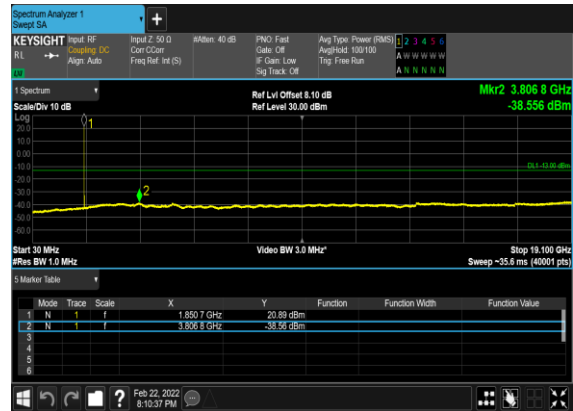 Spectrum Analyzer 1
Swept SA
+
KEYSIGHT Input: RF Input Z: 50 Ω #Atten: 40 dB PNO: Fast Avg Type: Power (RMS) 1 2 3 4 5 6
RL Coupling: DC Corr CCorr Gate: Off Avg|Hold: 100/100 A W W W W W
Align: Auto Freq Ref: Int (S) IF Gain: Low Trig: Free Run
LW Sig Track: Off A N N N N N
1 Spectrum Ref Lvl Offset 8.10 dB Mkr2 3.806 8 GHz
Scale/Div 10 dB Ref Level 30.00 dBm -38.556 dBm
Log
1
20.0
10.0
0.00
-10.0
DL1 -13.00 dBm
-20.0
-30.0
2
-40.0
-50.0
-60.0
Start 30 MHz Video BW 3.0 MHz* Stop 19.100 GHz
#Res BW 1.0 MHz Sweep ~35.6 ms (40001 pts)
5 Marker Table
Mode Trace Scale X Y Function Function Width Function Value
1 N 1 f 1.850 7 GHz 20.89 dBm
2 N 1 f 3.806 8 GHz -38.56 dBm
3
4
5
6
? Feb 22, 2022
8:10:37 PM